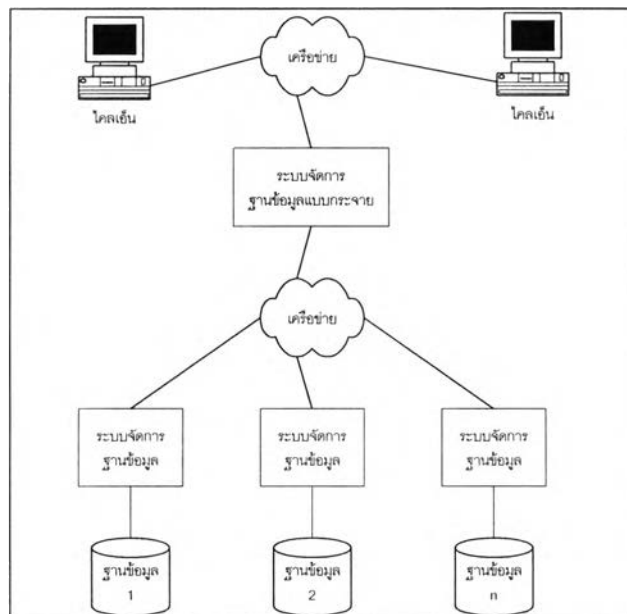 เครือข่าย
ไคลเอ็น
ไคลเอ็น
ระบบจัดการ
ฐานข้อมูลแบบกระจาย
เครือข่าย
ระบบจัดการ
ฐานข้อมูล
ระบบจัดการ
ฐานข้อมูล
ระบบจัดการ
ฐานข้อมูล
ฐานข้อมูล
1
ฐานข้อมูล
2
ฐานข้อมูล
n